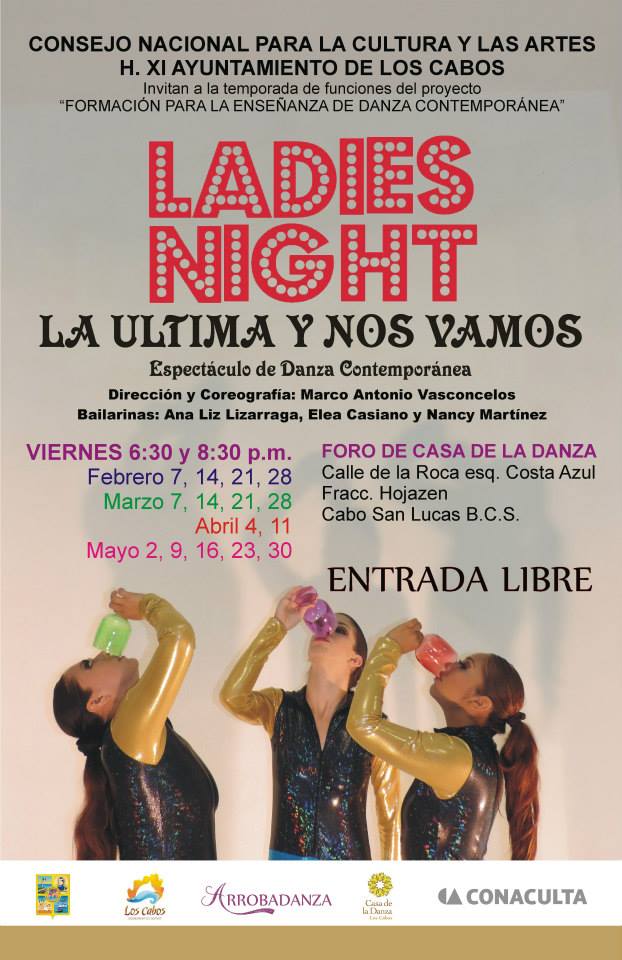 CONSEJO NACIONAL PARA LA CULTURA Y LAS ARTES
H. XI AYUNTAMIENTO DE LOS CABOS
Invitan a la temporada de funciones del proyecto
“FORMACIÓN PARA LA ENSEÑANZA DE DANZA CONTEMPORÁNEA”
LADIES
NIGHT
LA ULTIMA Y NOS VAMOS
Espectáculo de Danza Contemporánea
Dirección y Coreografía: Marco Antonio Vasconcelos
Bailarinas: Ana Liz Lizarraga, Elea Casiano y Nancy Martínez
VIERNES 6:30 y 8:30 p.m.
Febrero 7, 14, 21, 28
Marzo 7, 14, 21, 28
Abril 4, 11
Mayo 2, 9, 16, 23, 30
FORO DE CASA DE LA DANZA
Calle de la Roca esq. Costa Azul
Fracc. Hojazen
Cabo San Lucas B.C.S.
ENTRADA LIBRE
Los Cabos
ARROBADANZA
Casa de
la Danza
Los Cabos
CONACULTA